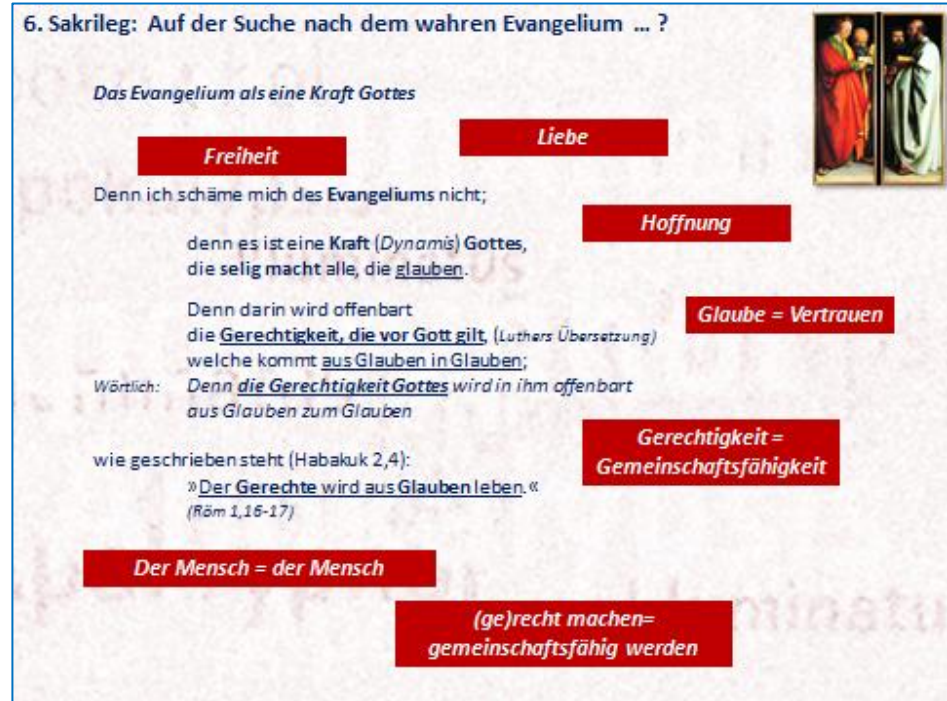 6. Sakrileg: Auf der Suche nach dem wahren Evangelium ... ?
Das Evangelium als eine Kraft Gottes
Liebe
Freiheit
Denn ich schäme mich des Evangeliums nicht;
Hoffnung
denn es ist eine Kraft (Dynamis) Gottes,
die selig macht alle, die glauben.
Denn darin wird offenbart
Glaube = Vertrauen
die Gerechtigkeit, die vor Gott gilt, (Luthers Übersetzung)
welche kommt aus Glauben in Glauben;
Wörtlich: Denn die Gerechtigkeit Gottes wird in ihm offenbart
aus Glauben zum Glauben
Gerechtigkeit =
Gemeinschaftsfähigkeit
wie geschrieben steht (Habakuk 2,4):
»Der Gerechte wird aus Glauben leben.«
(Röm 1,16-17)
Der Mensch = der Mensch
(ge)recht machen=
gemeinschaftsfähig werden